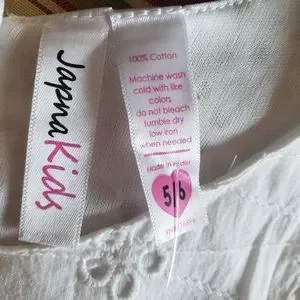 Japna Kids
100% Cotton
Machine wash
cold with like
colors
do not bleach
tumble dry
low iron
when needed
Made in India
5/6